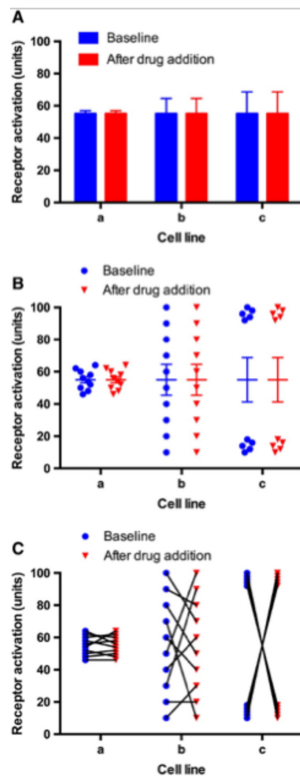 A
Baseline
After drug addition
Receptor activation (units)
100
80
60
40
20
0
a b c
Cell line
B
Baseline
After drug addition
Receptor activation (units)
100
80
60
40
20
0
a b c
Cell line
C
Baseline
After drug addition
Receptor activation (units)
100
80
60
40
20
0
a b c
Cell line